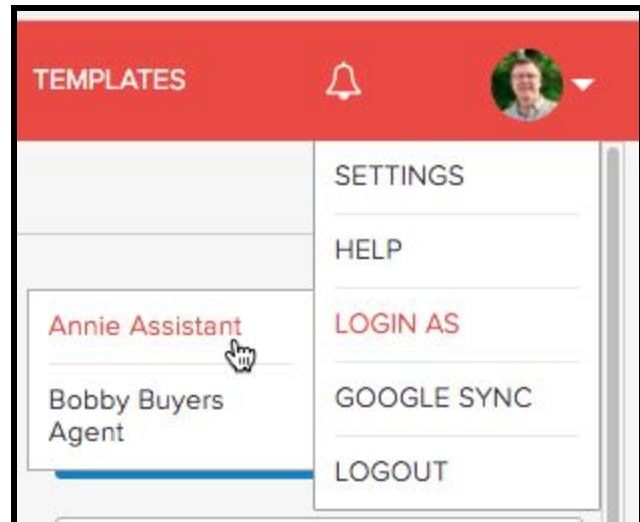 TEMPLATES
SETTINGS
HELP
LOGIN AS
Annie Assistant
Bobby Buyers
Agent
GOOGLE SYNC
LOGOUT